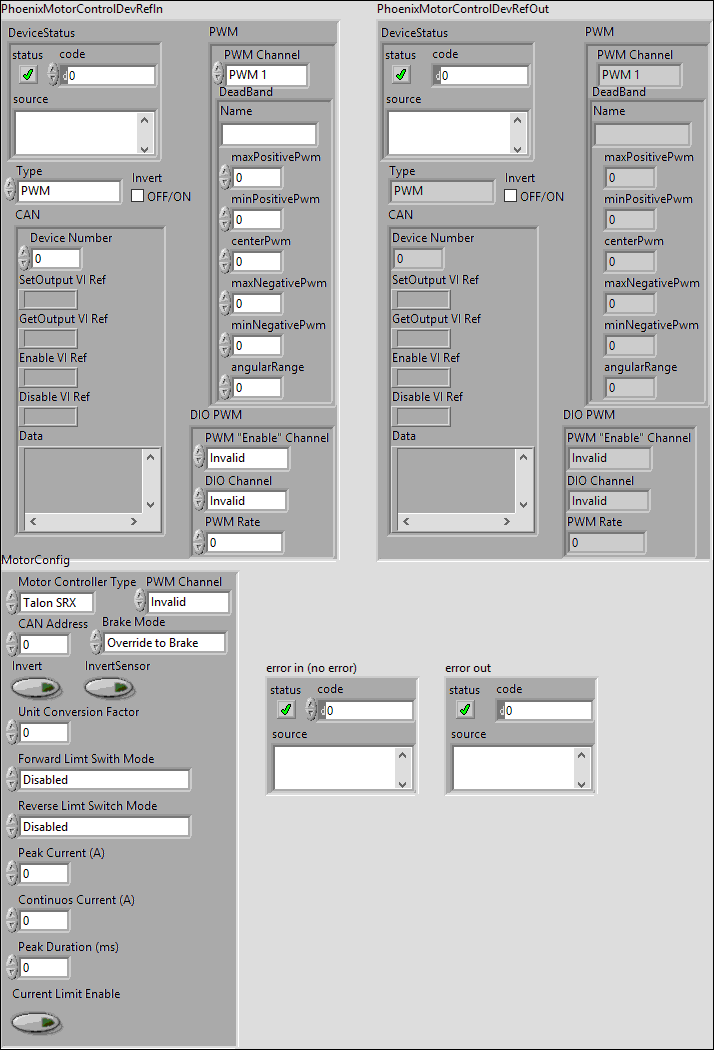 PhoenixMotorControlDevRefIn
DeviceStatus
status code
0
source
Type
PWM
Invert
OFF/ON
CAN
Device Number
0
SetOutput VI Ref
GetOutput VI Ref
Enable VI Ref
Disable VI Ref
Data
PWM
PWM Channel
PWM 1
DeadBand
Name
maxPositivePwm
0
minPositivePwm
0
centerPwm
0
maxNegativePwm
0
minNegativePwm
0
angularRange
0
DIO PWM
PWM "Enable" Channel
Invalid
DIO Channel
Invalid
PWM Rate
0
PhoenixMotorControlDevRefOut
DeviceStatus
status code
d0
source
Type
PWM
Invert
OFF/ON
CAN
Device Number
0
SetOutput VI Ref
GetOutput VI Ref
Enable VI Ref
Disable VI Ref
Data
PWM
PWM Channel
PWM 1
DeadBand
Name
maxPositivePwm
0
minPositivePwm
0
centerPwm
0
maxNegativePwm
0
minNegativePwm
0
angularRange
0
DIO PWM
PWM "Enable" Channel
Invalid
DIO Channel
Invalid
PWM Rate
0
MotorConfig
Motor Controller Type PWM Channel
Talon SRX Invalid
CAN Address Brake Mode
0 Override to Brake
Invert InvertSensor
Unit Conversion Factor
0
Forward Limt Swith Mode
Disabled
Reverse Limt Switch Mode
Disabled
Peak Current (A)
0
Continuos Current (A)
0
Peak Duration (ms)
0
Current Limit Enable
error in (no error)
status code
d0
source
error out
status code
d0
source